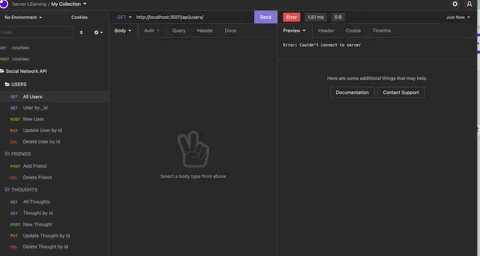 Server LEarning / My Collection
No Environment
Cookies
GET http://localhost:3001/api/users/
Send
Error 1.51 ms 0 B
Just Now
Filter
Body Auth Query Header Docs
Preview Header Cookie Timeline
GET courses
POST courses
Social Network API
USERS
GET All Users
GET User by _id
POST New User
PUT Update User by id
DEL Delete User by id
FRIENDS
POST Add Friend
DEL Delete Friend
THOUGHTS
GET All Thoughts
GET Thought by id
POST New Thought
PUT Update Thought by id
DEL Delete Thought by id
Select a body type from above
Error: Couldn't connect to server
Here are some additional things that may help.
Documentation
Contact Support